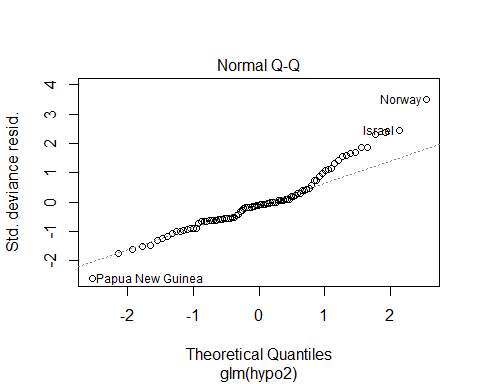 Normal Q-Q
Std. deviance resid.
4
3
2
1
0
-1
-2
Norway
Israel
Papua New Guinea
-2 -1 0 1 2
Theoretical Quantiles
glm(hypo2)